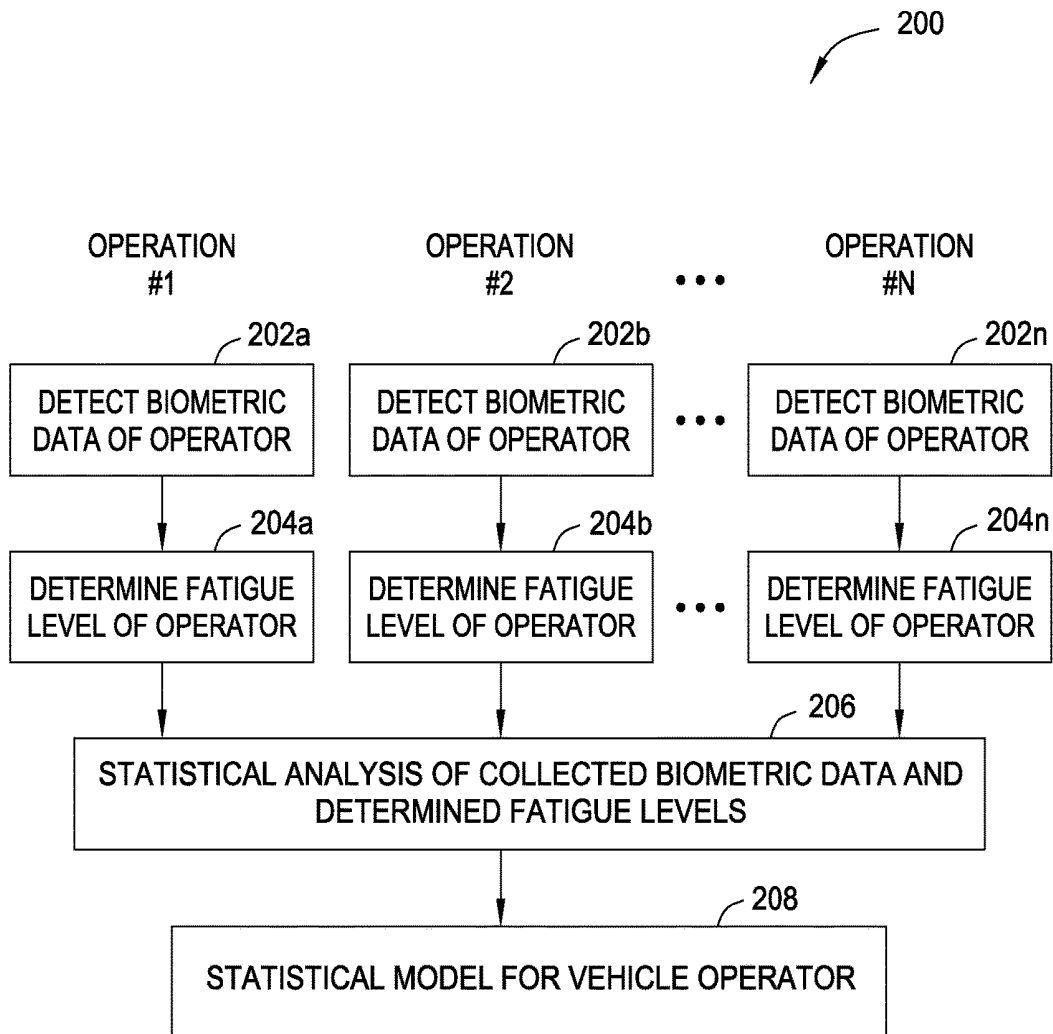 200
OPERATION
#1
OPERATION
#2
•••
OPERATION
#N
202a
202b
202n
DETECT BIOMETRIC
DATA OF OPERATOR
DETECT BIOMETRIC
DATA OF OPERATOR
•••
DETECT BIOMETRIC
DATA OF OPERATOR
204a
204b
204n
DETERMINE FATIGUE
LEVEL OF OPERATOR
DETERMINE FATIGUE
LEVEL OF OPERATOR
•••
DETERMINE FATIGUE
LEVEL OF OPERATOR
206
STATISTICAL ANALYSIS OF COLLECTED BIOMETRIC DATA AND
DETERMINED FATIGUE LEVELS
208
STATISTICAL MODEL FOR VEHICLE OPERATOR